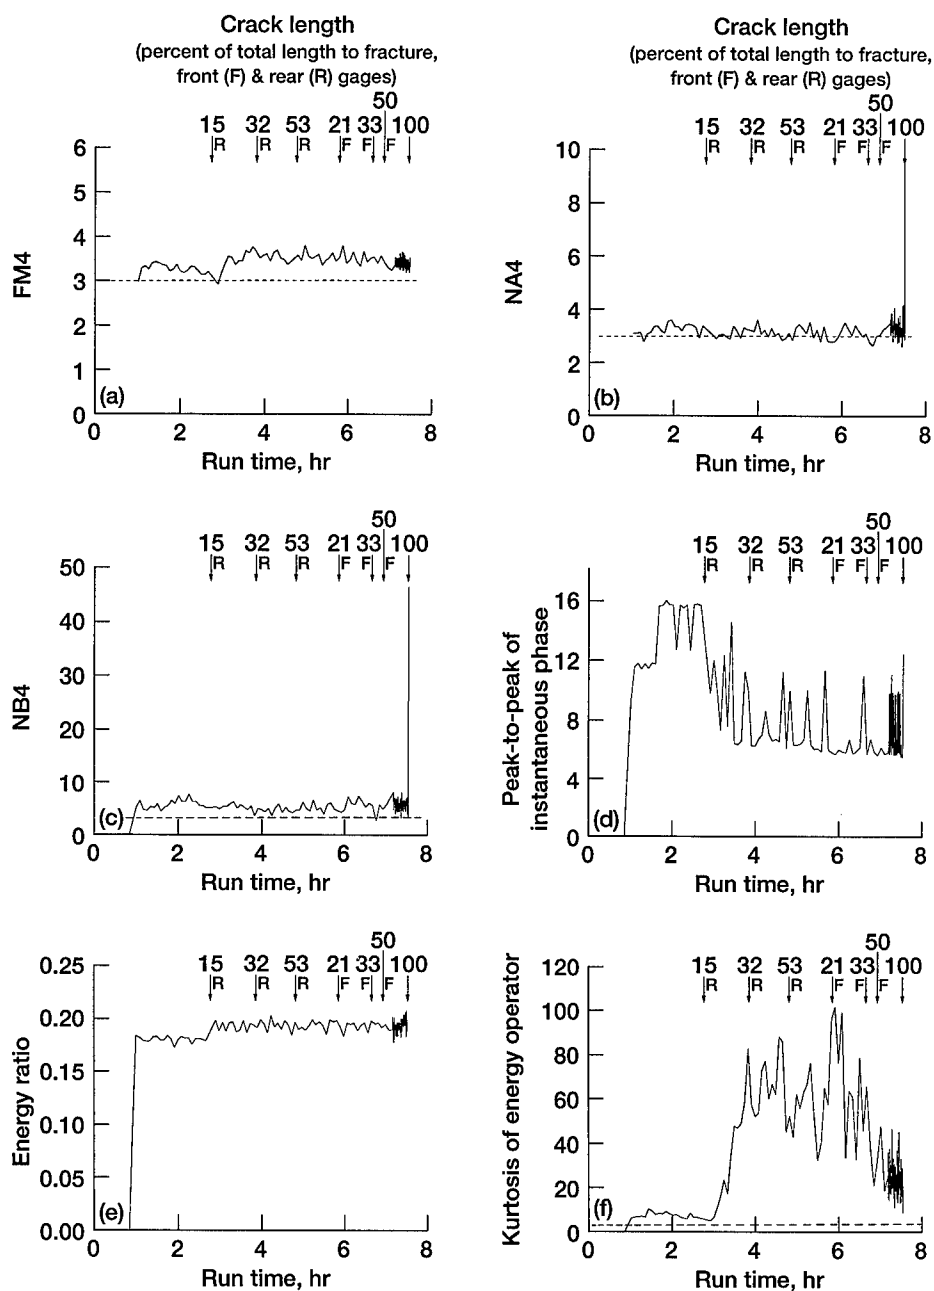 Crack length
(percent of total length to fracture,
front (F) & rear (R) gages)
50
15 32 53 21 33 100
R R R F F F
6
5
4
3
2
1
0
FM4
(a)
0 2 4 6 8
Run time, hr
Crack length
(percent of total length to fracture,
front (F) & rear (R) gages)
50
15 32 53 21 33 100
R R R F F F
10
8
6
4
2
0
NA4
(b)
0 2 4 6 8
Run time, hr
50
15 32 53 21 33 100
R R R F F F
50
40
30
20
10
0
NB4
(c)
0 2 4 6 8
Run time, hr
50
15 32 53 21 33 100
R R R F F F
16
12
8
4
0
Peak-to-peak of
instantaneous phase
(d)
0 2 4 6 8
Run time, hr
50
15 32 53 21 33 100
R R R F F F
0.25
0.20
0.15
0.10
0.05
0.00
Energy ratio
(e)
0 2 4 6 8
Run time, hr
50
15 32 53 21 33 100
R R R F F F
120
100
80
60
40
20
0
Kurtosis of energy operator
(f)
0 2 4 6 8
Run time, hr